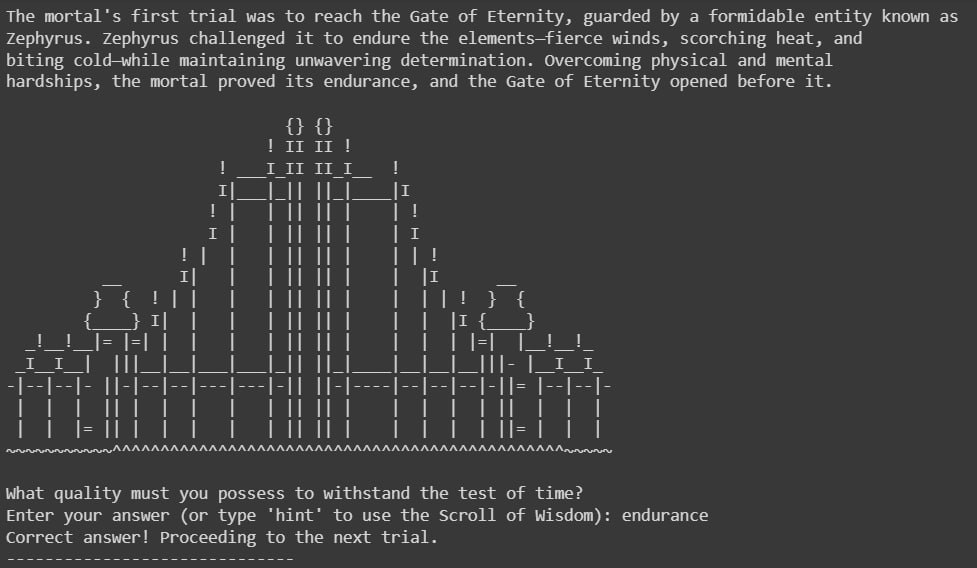 The mortal's first trial was to reach the Gate of Eternity, guarded by a formidable entity known as
Zephyrus. Zephyrus challenged it to endure the elements—fierce winds, scorching heat, and
biting cold—while maintaining unwavering determination. Overcoming physical and mental
hardships, the mortal proved its endurance, and the Gate of Eternity opened before it.
What quality must you possess to withstand the test of time?
Enter your answer (or type 'hint' to use the Scroll of Wisdom): endurance
Correct answer! Proceeding to the next trial.
------------------------------